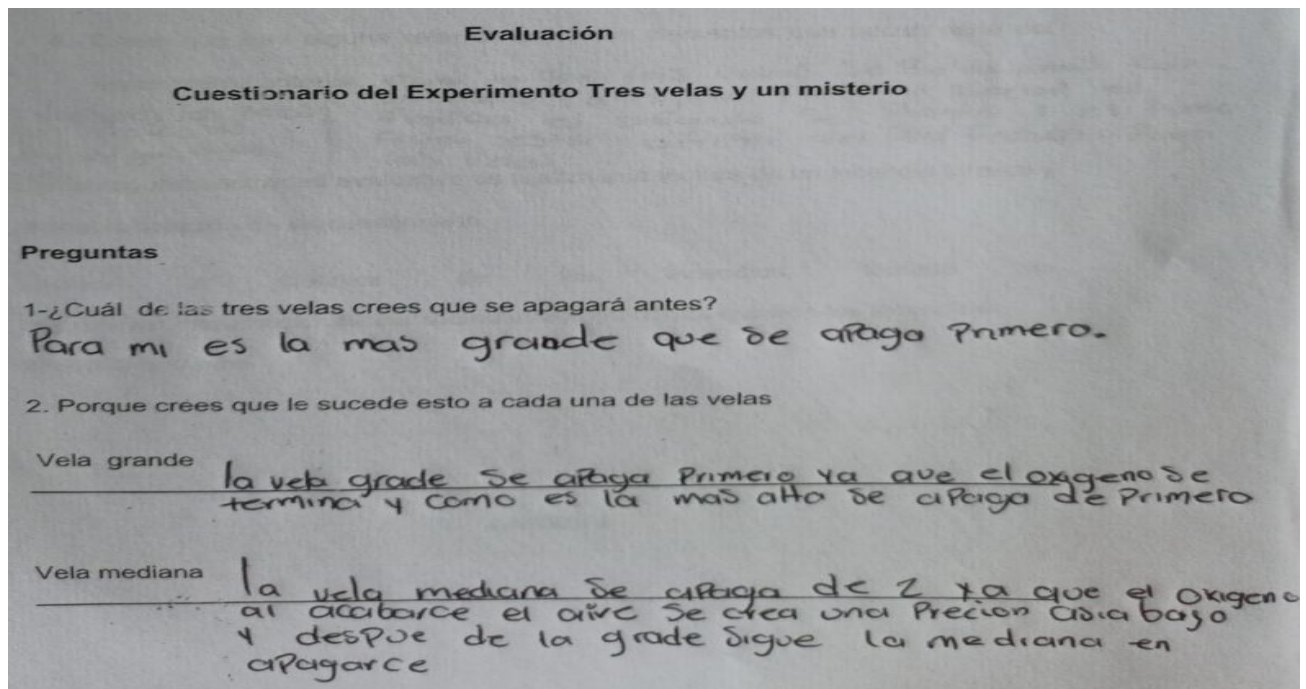 Evaluación
Cuestionario del Experimento Tres velas y un misterio
Preguntas
1-¿Cuál de las tres velas crees que se apagará antes?
Para mi es la mas grande que se apaga Primero.
2. Porque crees que le sucede esto a cada una de las velas
Vela grande la vela grade se apaga Primero ya que el oxigeno se
termina y como es la mas alta se apaga de Primero
Vela mediana la vela mediana se apaga de 2 ya que el oxigeno
al acabarce el aire se crea una Precion asia bajo
y despue de la grade sigue la mediana en
apagarce